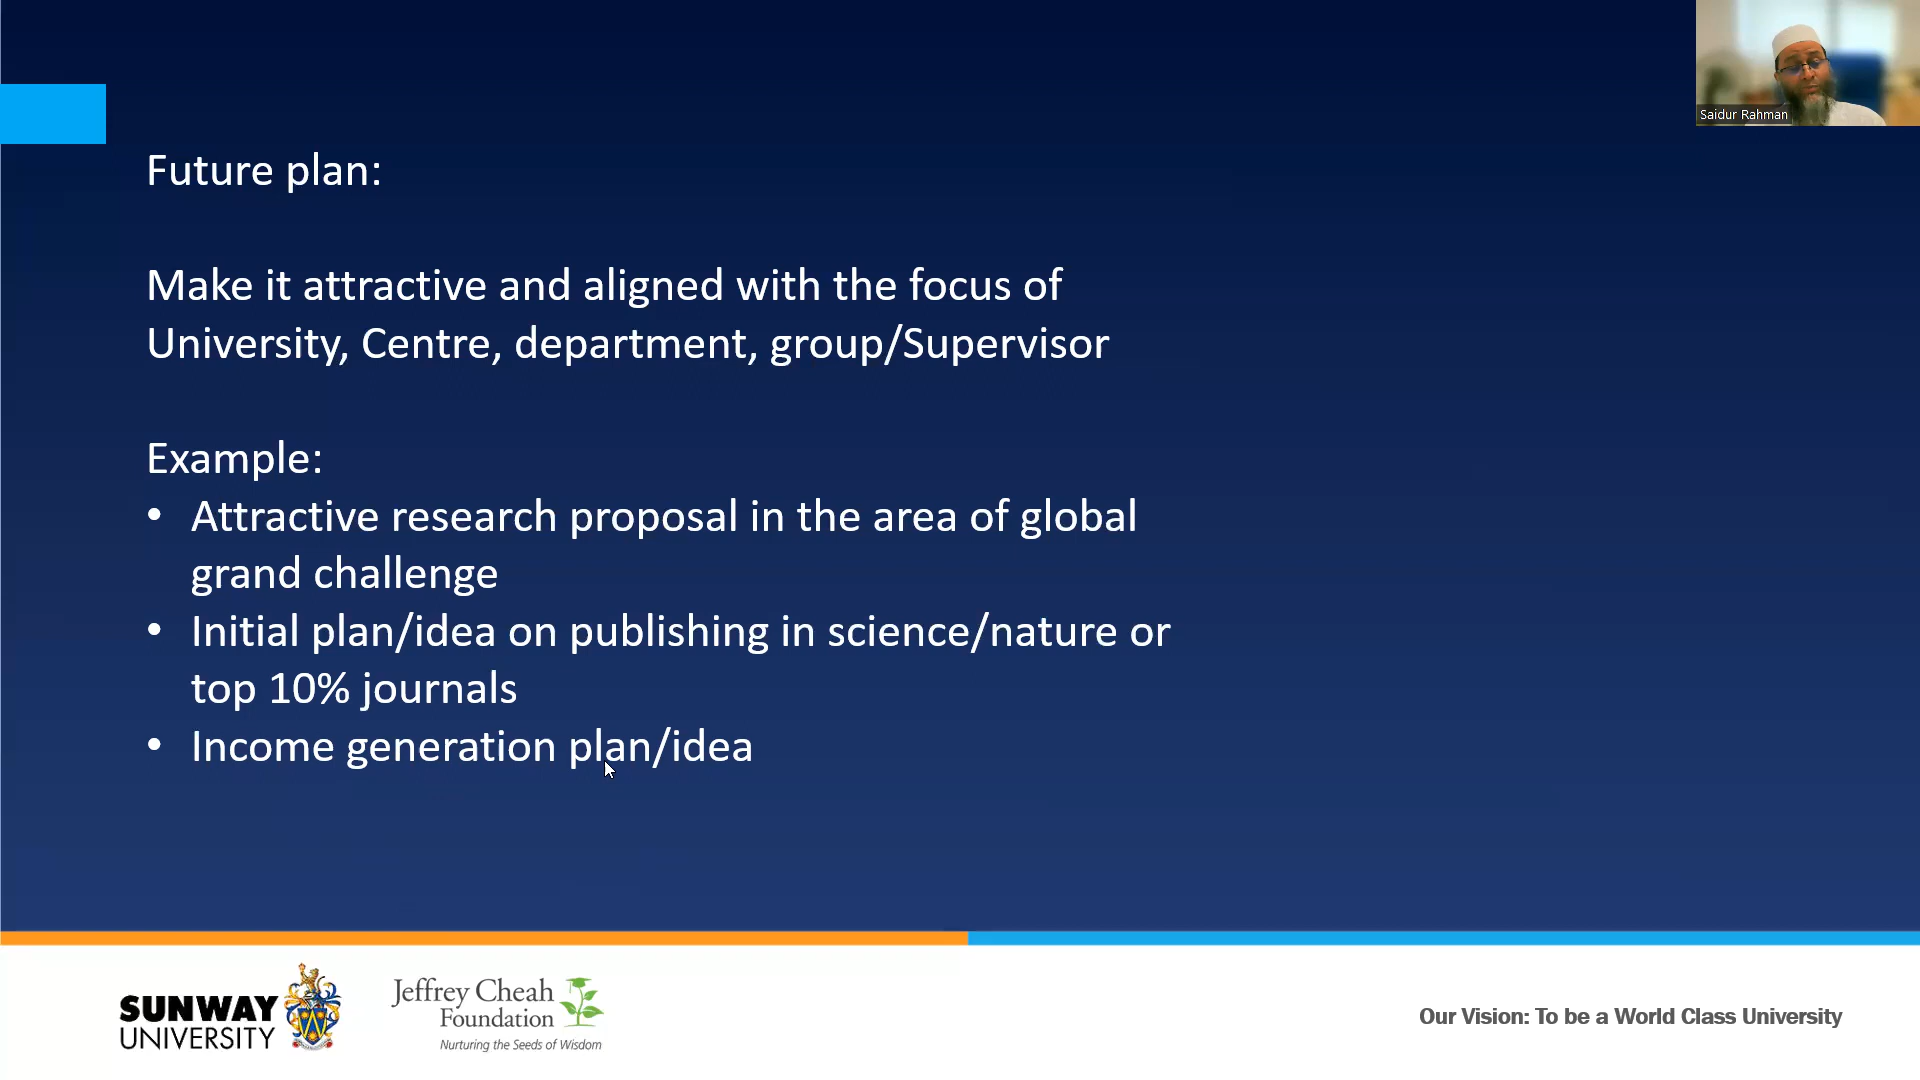 Saidur Rahman
Future plan:
Make it attractive and aligned with the focus of
University, Centre, department, group/Supervisor
Example:
• Attractive research proposal in the area of global
grand challenge
• Initial plan/idea on publishing in science/nature or
top 10% journals
• Income generation plan/idea
SUNWAY
UNIVERSITY
Jeffrey Cheah
Foundation
Nurturing the Seeds of Wisdom
Our Vision: To be a World Class University